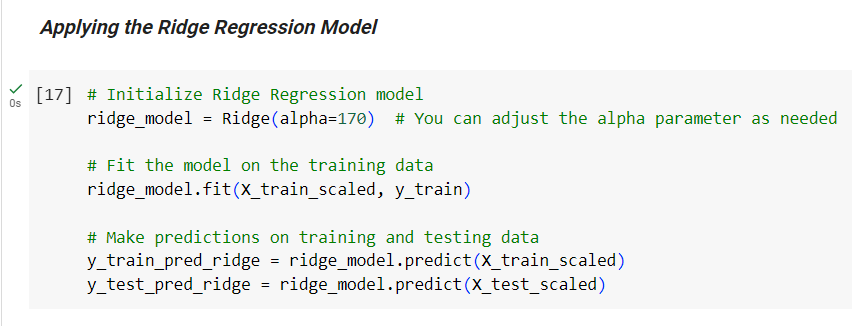 Applying the Ridge Regression Model
[17] # Initialize Ridge Regression model
0s
ridge_model = Ridge(alpha=170)  # You can adjust the alpha parameter as needed
# Fit the model on the training data
ridge_model.fit(X_train_scaled, y_train)
# Make predictions on training and testing data
y_train_pred_ridge = ridge_model.predict(X_train_scaled)
y_test_pred_ridge = ridge_model.predict(X_test_scaled)